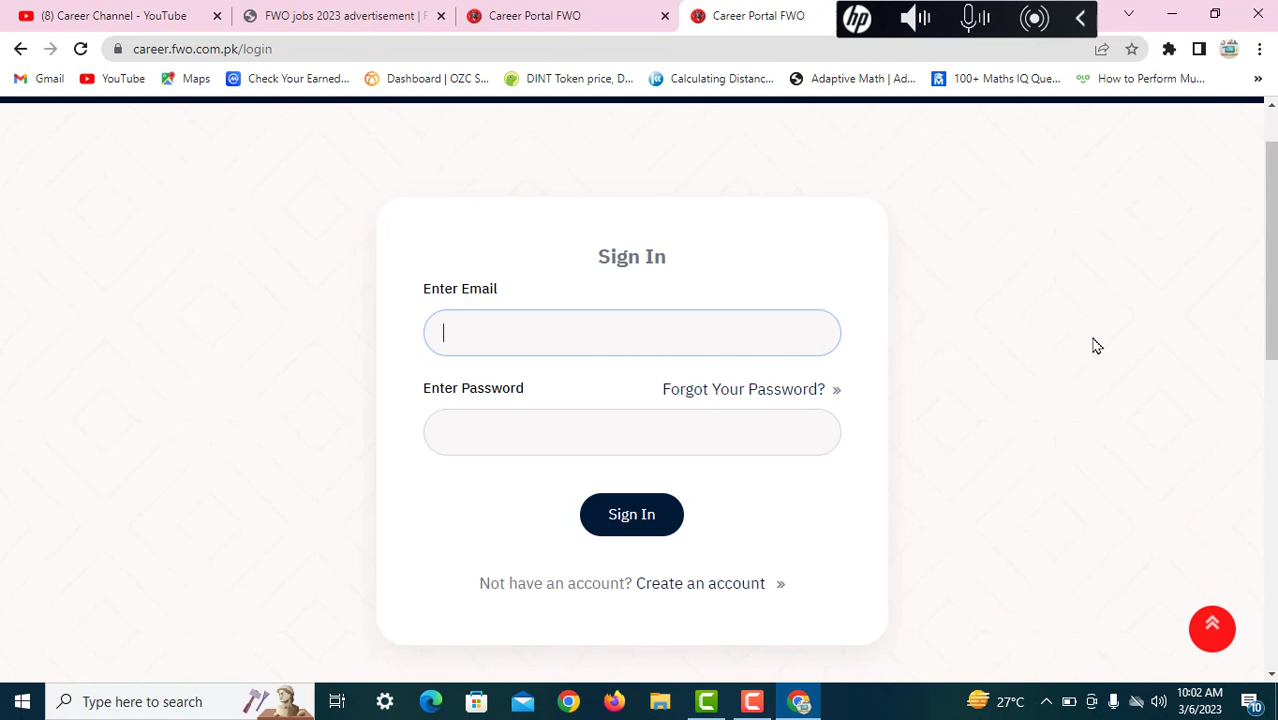 (8) Career Channel - YouTube
FWO jobs 2023 advertisement | F
Career Portal FWO
Career Portal FWO
hp
career.fwo.com.pk/login
Gmail
YouTube
Maps
Check Your Earned...
Dashboard | OZC S...
DINT Token price, D...
Calculating Distanc...
Adaptive Math | Ad...
100+ Maths IQ Que...
How to Perform Mu...
Sign In
Enter Email
Enter Password
Forgot Your Password? »
Sign In
Not have an account? Create an account »
Type here to search
27°C
10:02 AM
3/6/2023
10